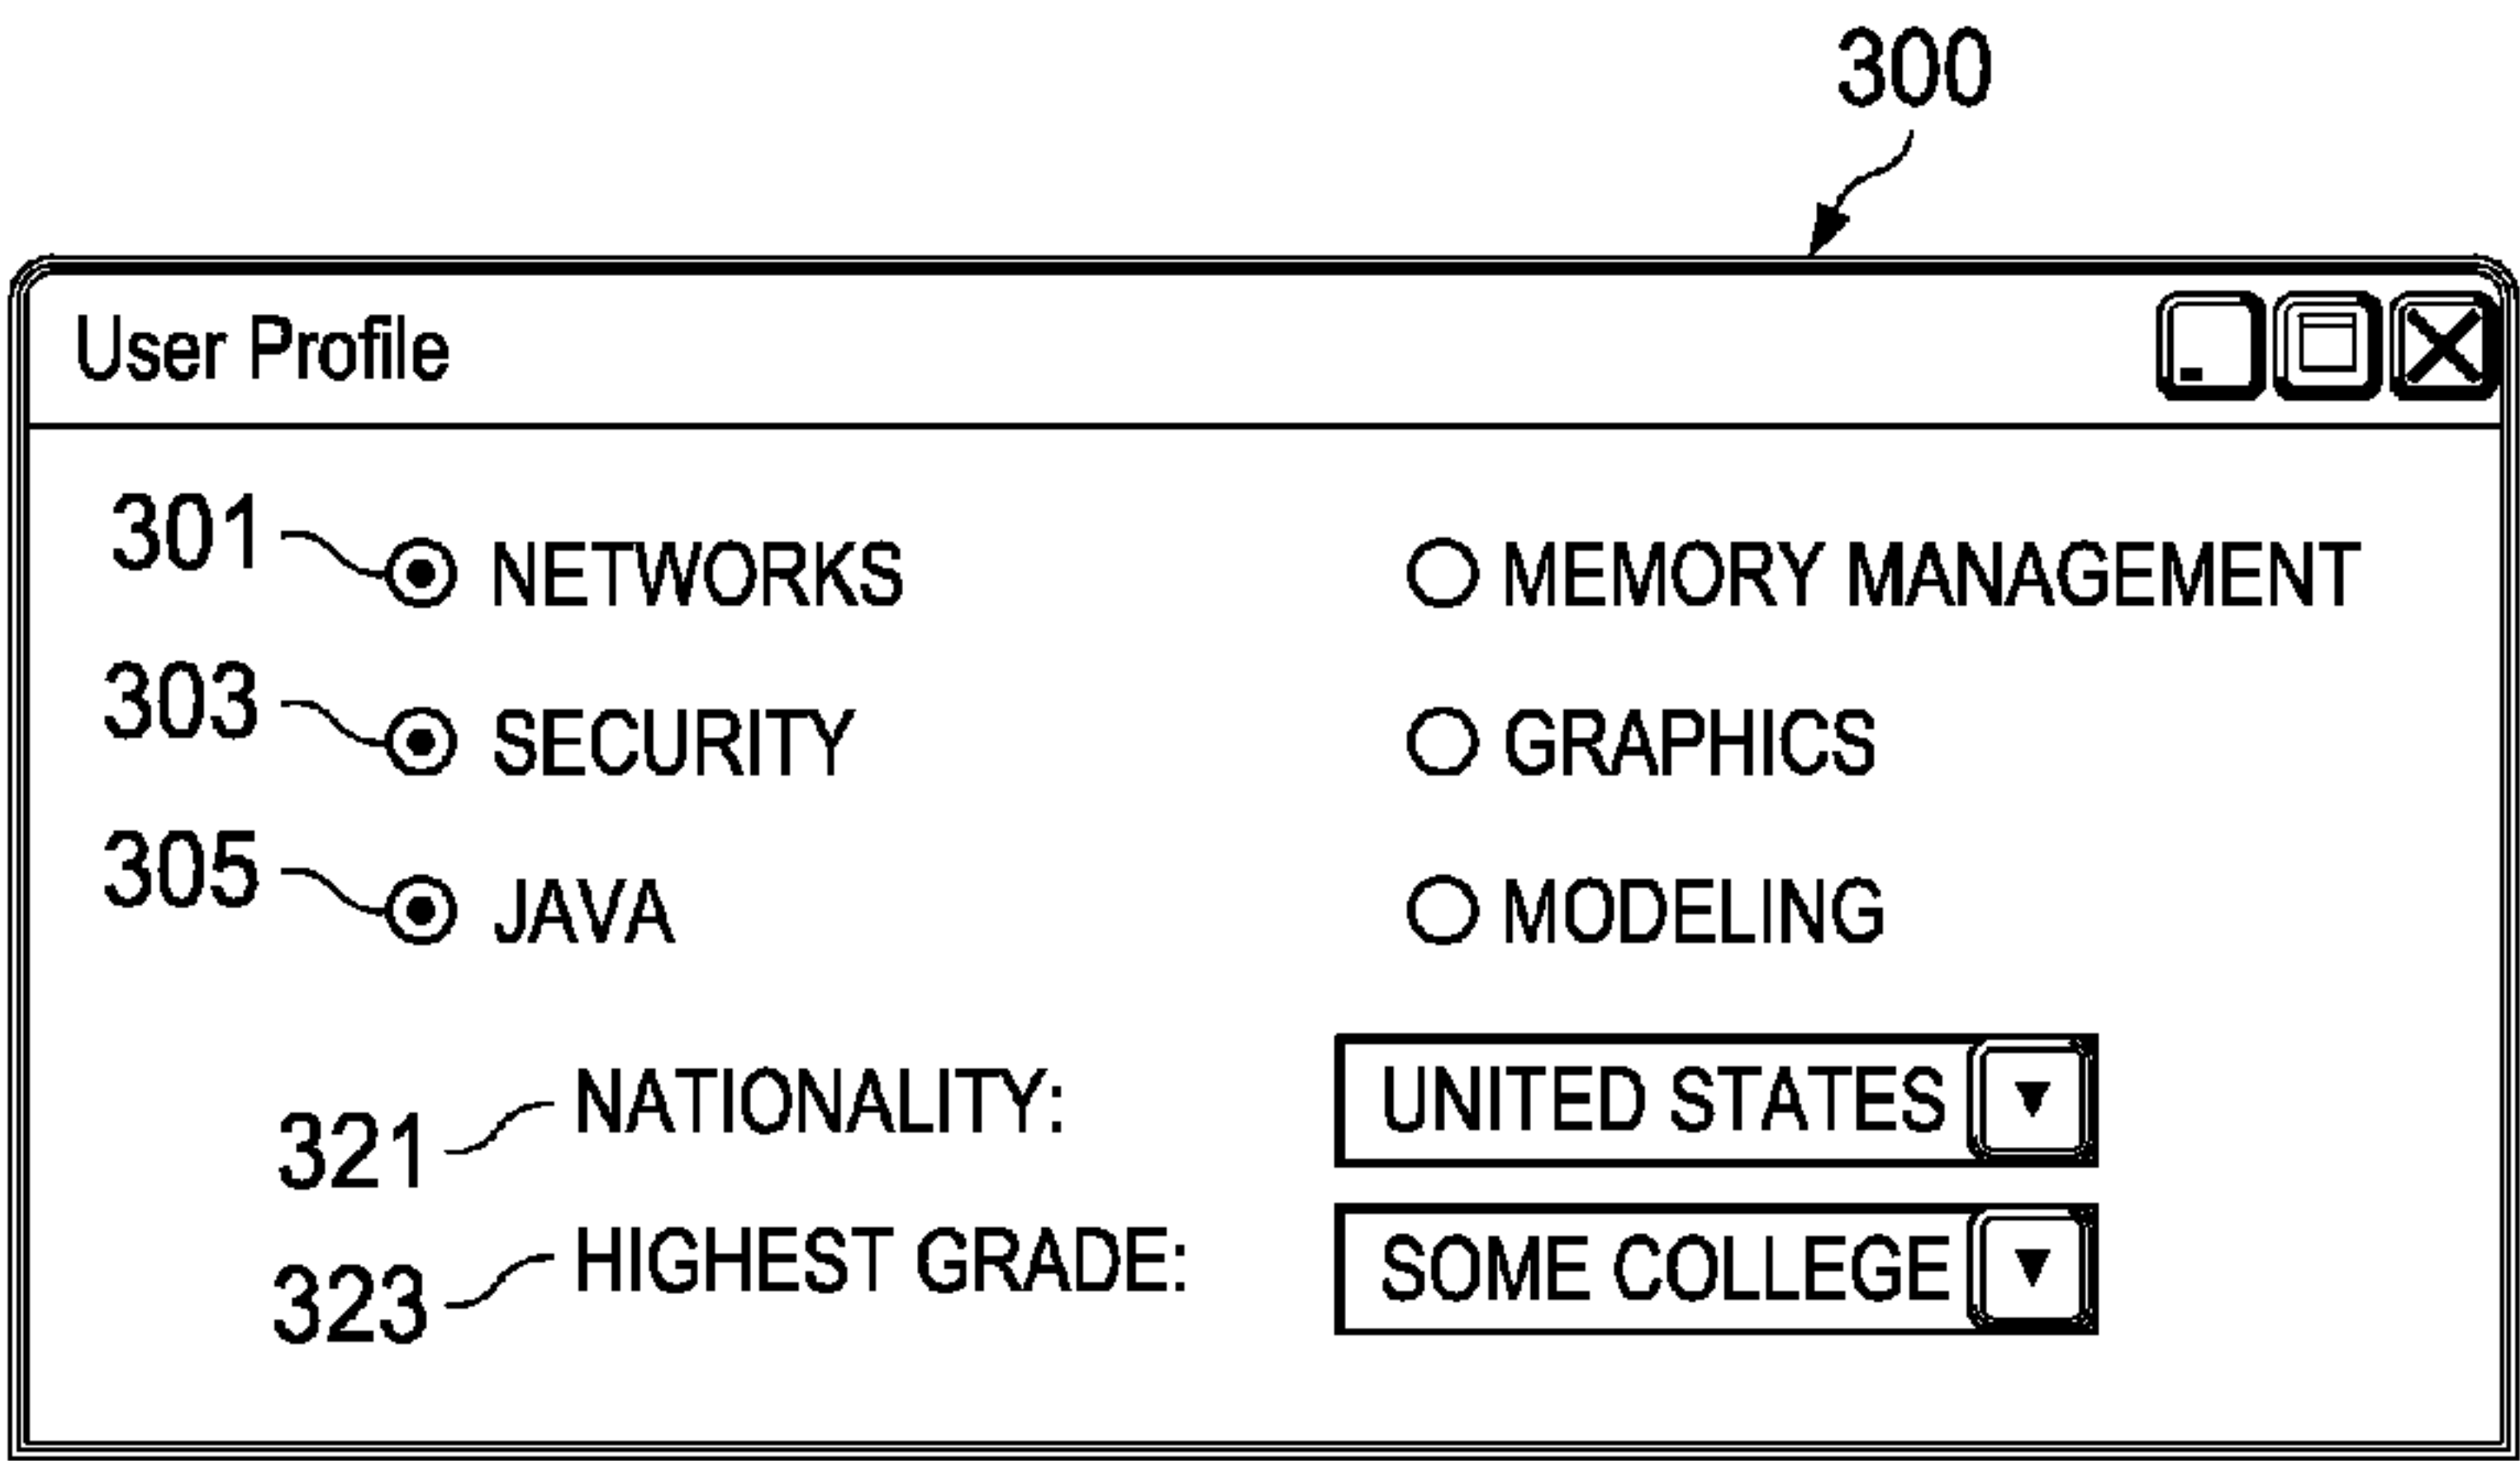 300
User Profile
301 NETWORKS MEMORY MANAGEMENT
303 SECURITY GRAPHICS
305 JAVA MODELING
321 NATIONALITY: UNITED STATES
323 HIGHEST GRADE: SOME COLLEGE